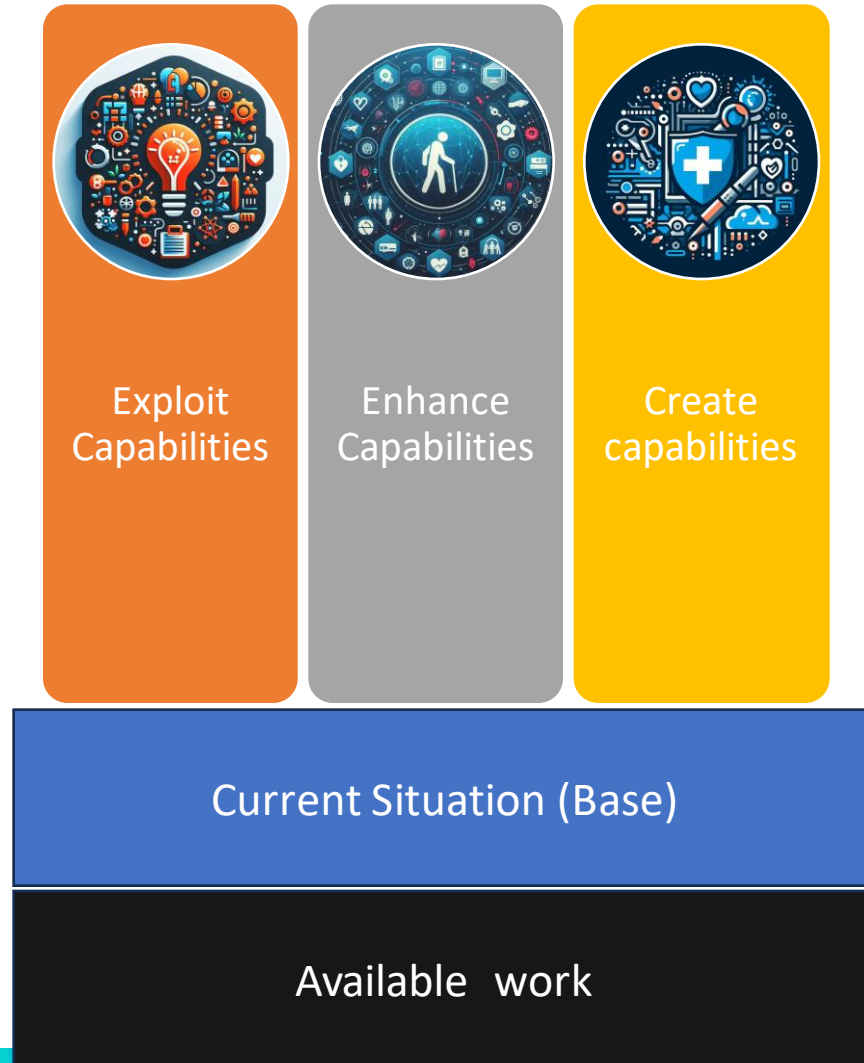 Exploit
Capabilities
Enhance
Capabilities
Create
capabilities
Current Situation (Base)
Available work